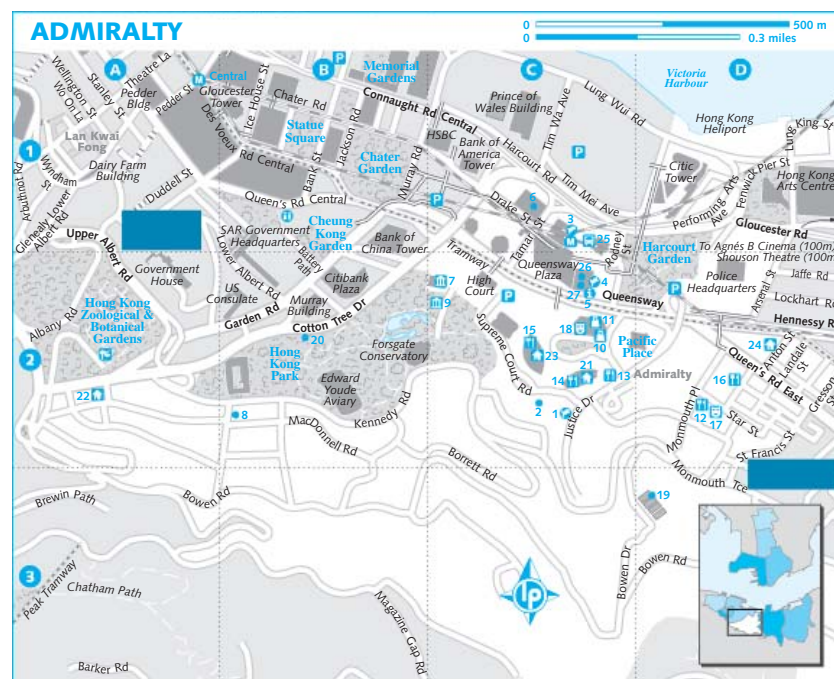 ADMIRALTY
0 500 m
0 0.3 miles
A
B
C
D
1
2
3
Theatre La
Wellington St
Stanley St
Wo On La
Pedder Bldg
Pedder St
M Central
Gloucester Tower
Ice House St
Chater Rd
P
Memorial Gardens
Connaught Rd Central
Prince of Wales Building
Tim Wa Ave
Lung Wui Rd
Victoria Harbour
Hong Kong Heliport
Lung King St
Lan Kwai Fong
Des Voeux Rd Central
Statue Square
Jackson Rd
HSBC
Bank of America Tower
Harcourt Rd
P
Citic Tower
Fenwick Pier St
Hong Kong Arts Centre
Arbuthnot Rd
Wyndham St
Dairy Farm Building
Duddell St
Bank St
Chater Garden
Murray Rd
Drake St
Tim Mei Ave
Performing Arts Ave
Glenealy
Lower Albert Rd
Queen's Rd Central
P
6
3
M
25
Gloucester Rd
Upper Albert Rd
SAR Government Headquarters
Cheung Kong Garden
Bank of China Tower
Tramway
Tamar St
Rodney St
Harcourt Garden
To Agnés B Cinema (100m),
Shouson Theatre (100m)
Government House
Lower Albert Rd
Battery Path
Citibank Plaza
High Court
Queensway Plaza
26
4
27
5
Queensway
P
Police Headquarters
Jaffe Rd
Arsenal St
Lockhart Rd
Hennessy R
US Consulate
Murray Building
Garden Rd
Cotton Tree Dr
7
9
P
Albany Rd
Hong Kong Zoological & Botanical Gardens
20
Hong Kong Park
Forsgate Conservatory
Supreme Court Rd
15
18
11
10
Pacific Place
23
21
14
13
Admiralty
24
Anton St
Landale St
Queen's Rd East
Gresson St
16
22
8
Edward Youde Aviary
Kennedy Rd
MacDonnell Rd
2
1
Justice Dr
Monmouth Pl
12
17
Star St
St Francis St
Borrett Rd
Monmouth Tce
Brewin Path
Bowen Rd
19
Bowen Dr
Bowen Rd
Peak Tramway
Chatham Path
Magazine Gap Rd
Barker Rd
lp